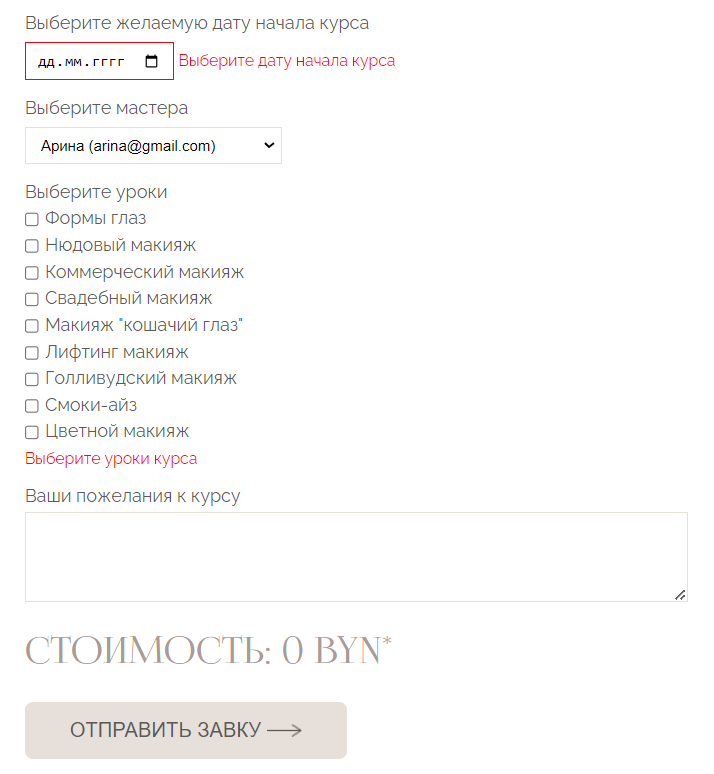 Выберите желаемую дату начала курса
дд.мм.гггг Выберите дату начала курса
Выберите мастера
Арина (arina@gmail.com)
Выберите уроки
Формы глаз
Нюдовый макияж
Коммерческий макияж
Свадебный макияж
Макияж "кошачий глаз"
Лифтинг макияж
Голливудский макияж
Смоки-айз
Цветной макияж
Выберите уроки курса
Ваши пожелания к курсу
СТОИМОСТЬ: 0 BYN*
ОТПРАВИТЬ ЗАВКУ